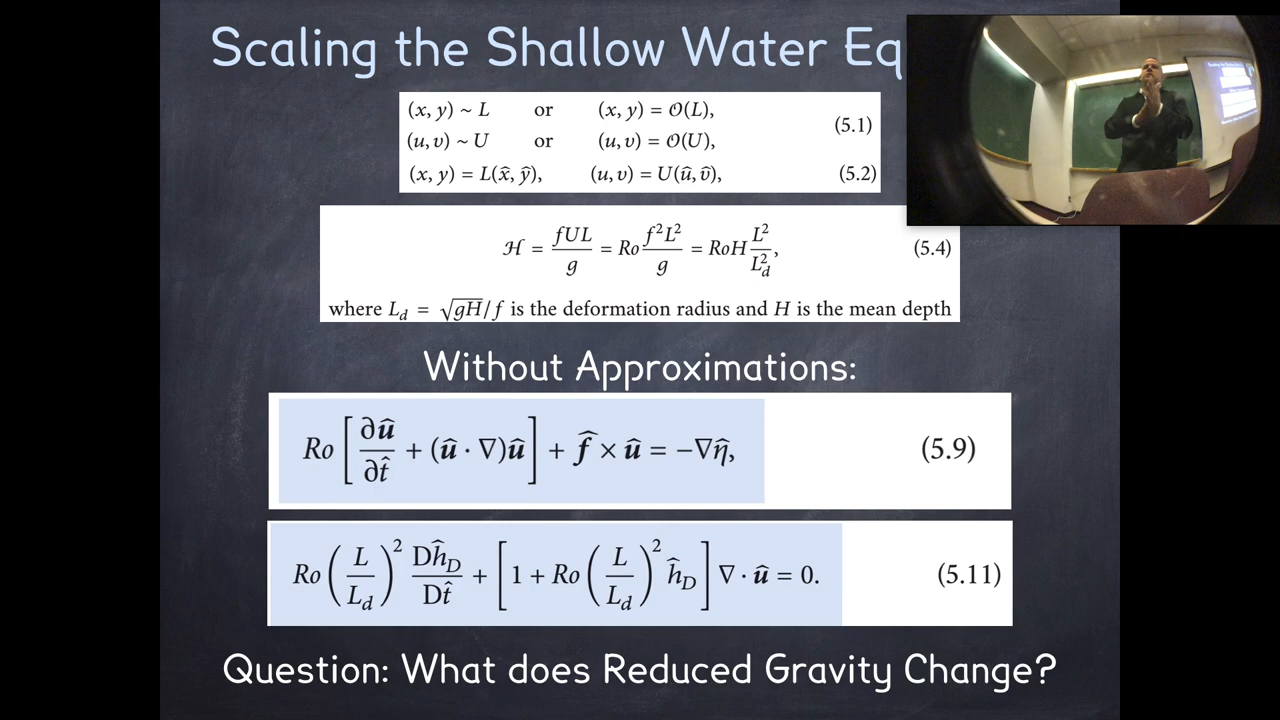 Scaling the Shallow Water Eq
(x, y) ~ L or (x, y) = 𝒪(L),
(u, v) ~ U or (u, v) = 𝒪(U), (5.1)
(x, y) = L(x̂, ŷ), (u, v) = U(û, v̂), (5.2)
ℋ = fUL/g = Ro f²L²/g = RoH L²/L_d², (5.4)
where L_d = √gH/f is the deformation radius and H is the mean depth
Without Approximations:
Ro [∂û/∂t̂ + (û · ∇)û] + f̂ × û = −∇η̂, (5.9)
Ro (L/L_d)² Dĥ_D/Dt̂ + [1 + Ro (L/L_d)² ĥ_D] ∇ · û = 0. (5.11)
Question: What does Reduced Gravity Change?